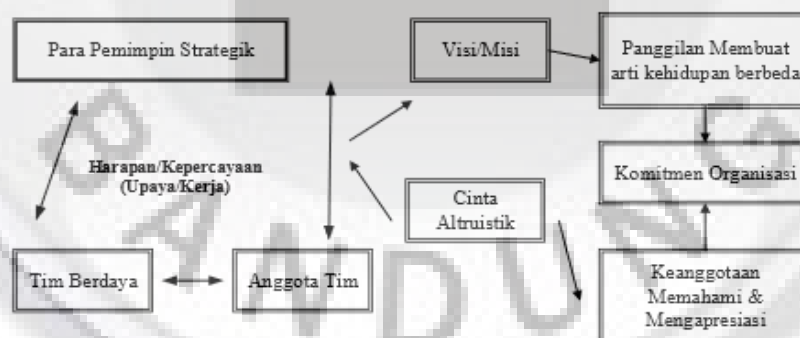 Para Pemimpin Strategik
Visi/Misi
Panggilan Membuat
arti kehidupan berbeda
Harapan/Kepercayaan
(Upaya/Kerja)
Komitmen Organisasi
Cinta
Altruistik
Tim Berdaya
Anggota Tim
Keanggotaan
Memahami &
Mengapresiasi
BANDUNG